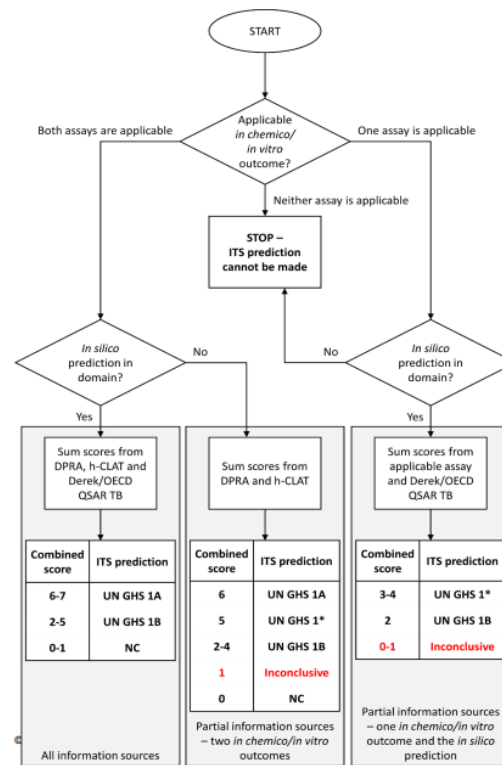 START
Both assays are applicable
Applicable
in chemico/
in vitro
outcome?
One assay is applicable
Neither assay is applicable
STOP –
ITS prediction
cannot be made
In silico
prediction in
domain?
No
No
In silico
prediction in
domain?
Yes
Yes
Sum scores from
DPRA, h-CLAT and
Derek/OECD
QSAR TB
Sum scores from
DPRA and h-CLAT
Sum scores from
applicable assay
and Derek/OECD
QSAR TB
Combined
score
ITS prediction
6-7 UN GHS 1A
2-5 UN GHS 1B
0-1 NC
Combined
score
ITS prediction
6 UN GHS 1A
5 UN GHS 1*
2-4 UN GHS 1B
1 Inconclusive
0 NC
Combined
score
ITS prediction
3-4 UN GHS 1*
2 UN GHS 1B
0-1 Inconclusive
©
All information sources
Partial information sources
– two in chemico/in vitro
outcomes
Partial information sources
– one in chemico/in vitro
outcome and the in silico
prediction